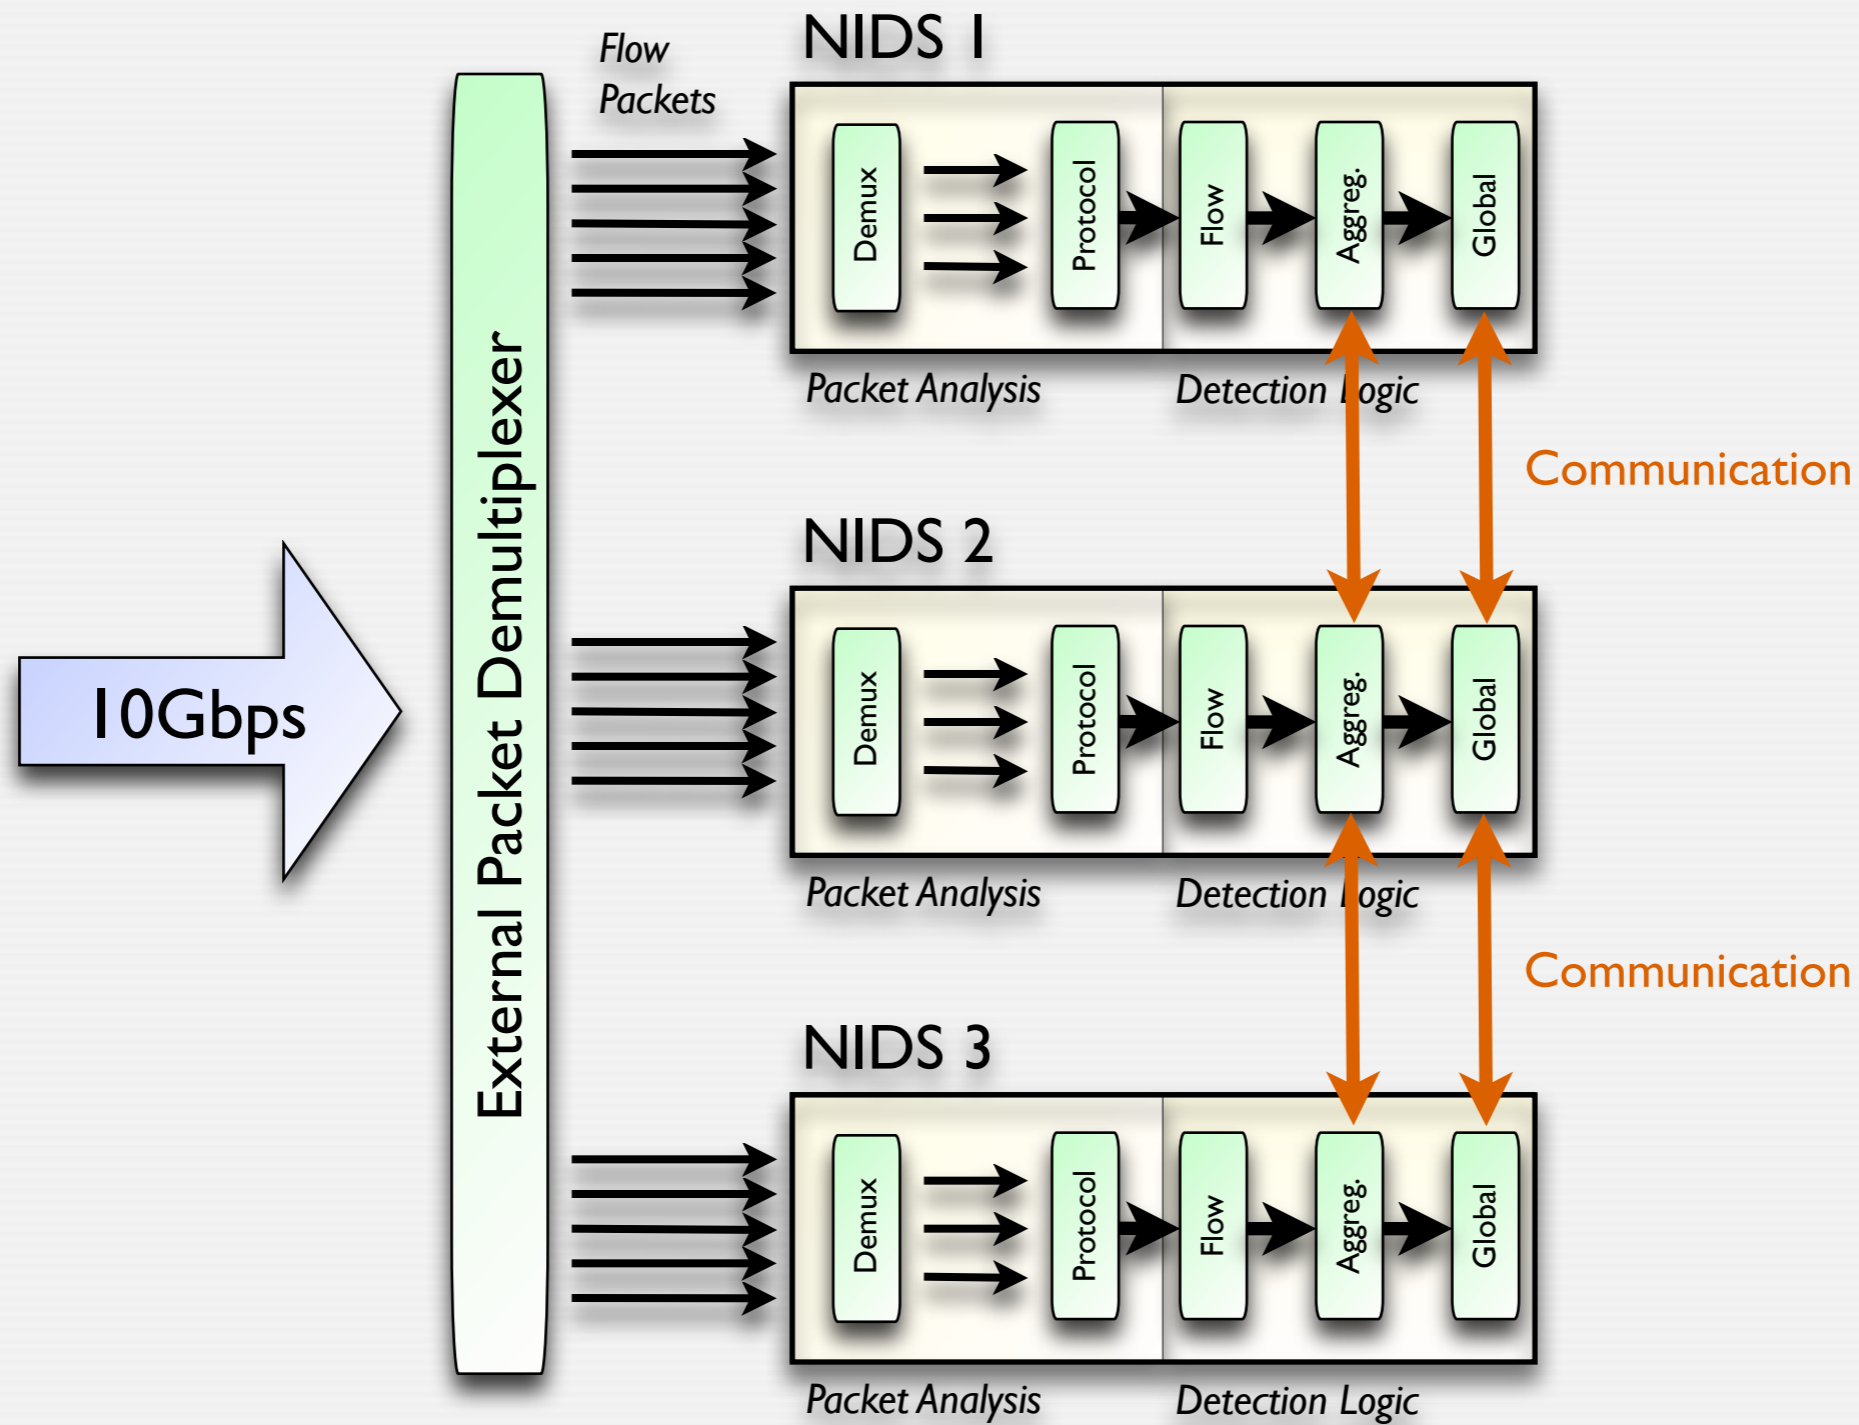 10Gbps
External Packet Demultiplexer
Flow
Packets
NIDS 1
Demux
Protocol
Flow
Aggreg.
Global
Packet Analysis
Detection Logic
Communication
NIDS 2
Demux
Protocol
Flow
Aggreg.
Global
Packet Analysis
Detection Logic
Communication
NIDS 3
Demux
Protocol
Flow
Aggreg.
Global
Packet Analysis
Detection Logic